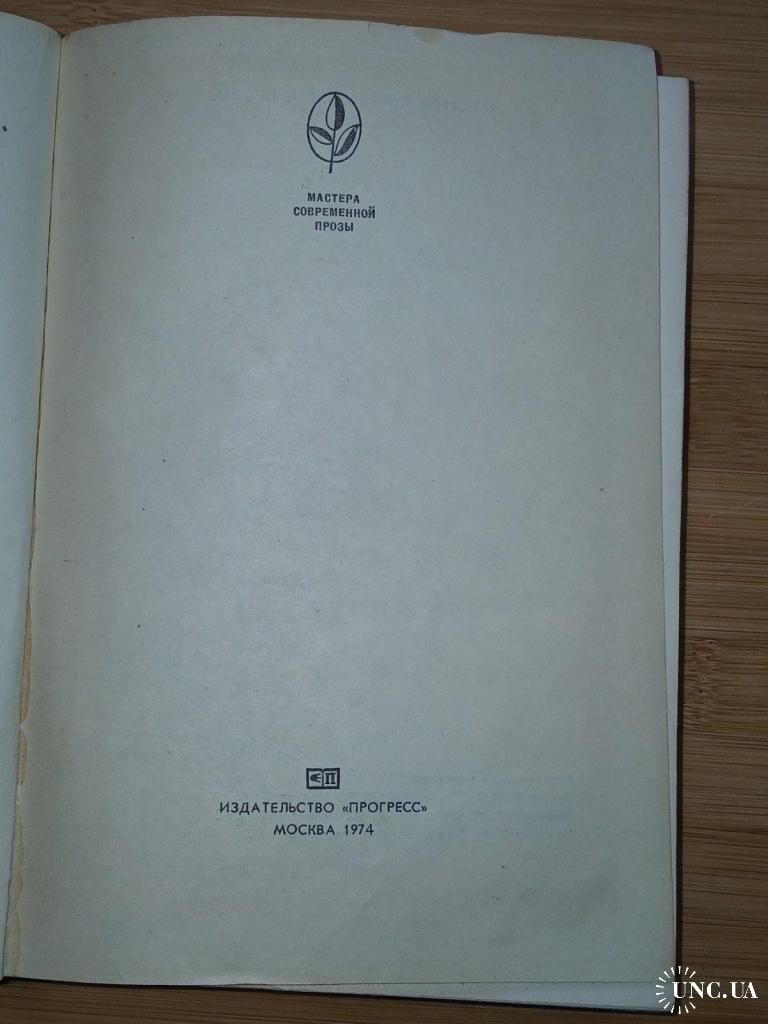 МАСТЕРА
СОВРЕМЕННОЙ
ПРОЗЫ
ИЗДАТЕЛЬСТВО «ПРОГРЕСС»
МОСКВА 1974
UNC.UA